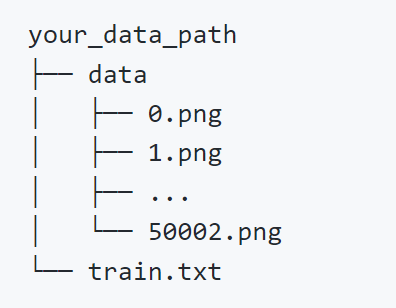 your_data_path
├── data
│   ├── 0.png
│   ├── 1.png
│   ├── ...
│   └── 50002.png
└── train.txt